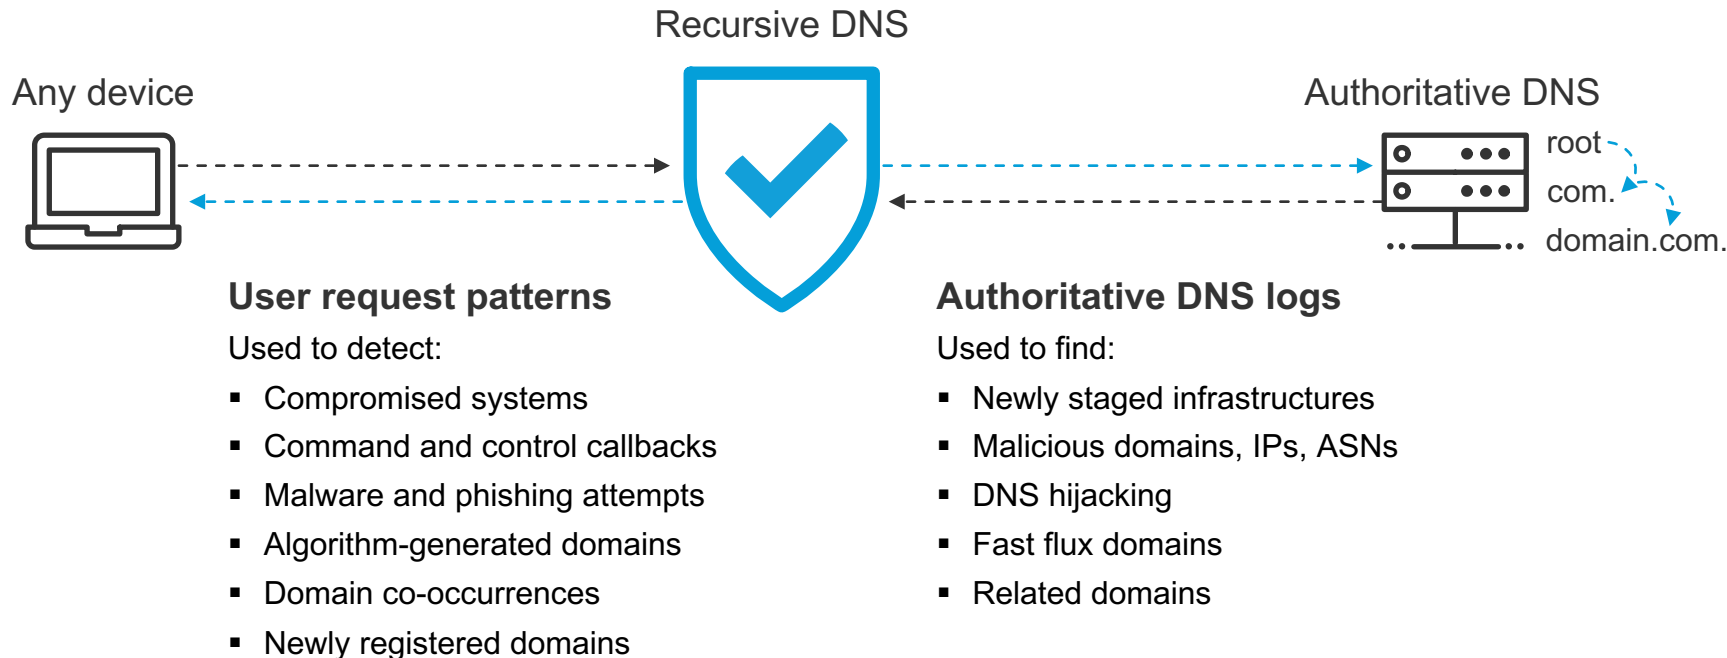 Recursive DNS
Any device
Authoritative DNS
root
com.
domain.com.
User request patterns
Used to detect:
▪ Compromised systems
▪ Command and control callbacks
▪ Malware and phishing attempts
▪ Algorithm-generated domains
▪ Domain co-occurrences
▪ Newly registered domains
Authoritative DNS logs
Used to find:
▪ Newly staged infrastructures
▪ Malicious domains, IPs, ASNs
▪ DNS hijacking
▪ Fast flux domains
▪ Related domains